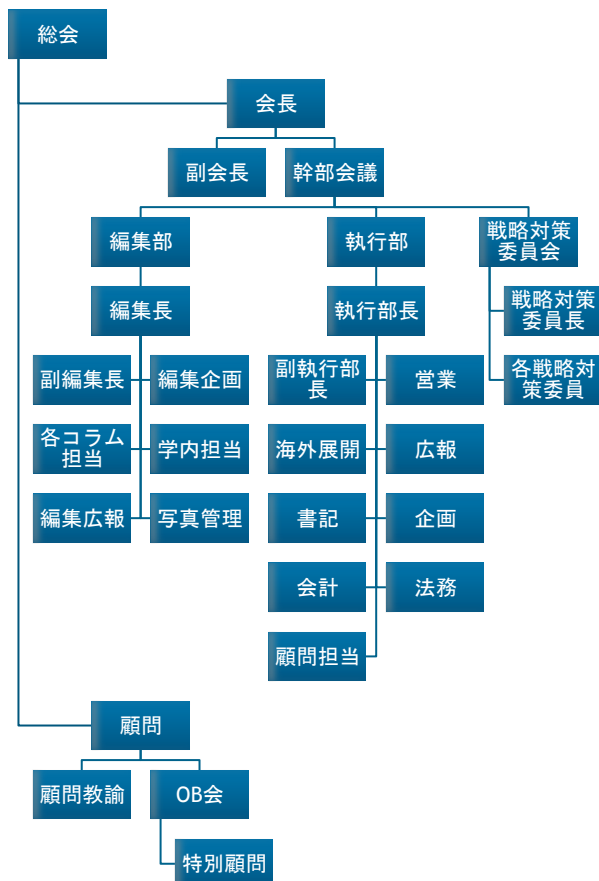 総会
会長
副会長
幹部会議
編集部
執行部
戦略対策
委員会
編集長
執行部長
戦略対策
委員長
副編集長
編集企画
副執行部
長
営業
各戦略対
策委員
各コラム
担当
学内担当
海外展開
広報
編集広報
写真管理
書記
企画
会計
法務
顧問担当
顧問
顧問教諭
OB会
特別顧問